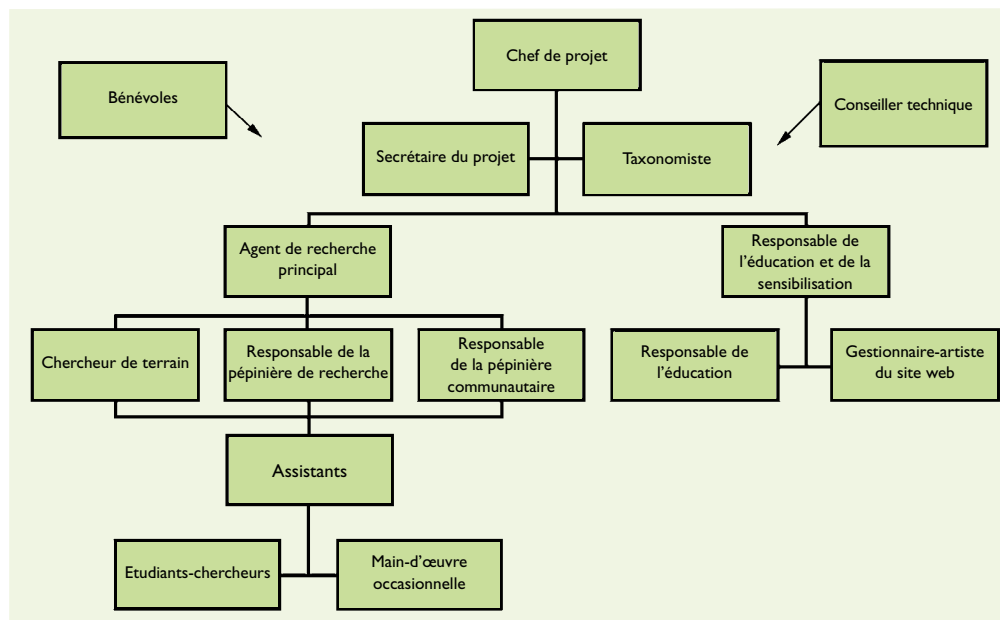 Chef de projet
Bénévoles
Conseiller technique
Secrétaire du projet
Taxonomiste
Agent de recherche
principal
Responsable de
l'éducation et de la
sensibilisation
Chercheur de terrain
Responsable de la
pépinière de recherche
Responsable
de la pépinière
communautaire
Responsable de
l'éducation
Gestionnaire-artiste
du site web
Assistants
Etudiants-chercheurs
Main-d'œuvre
occasionnelle